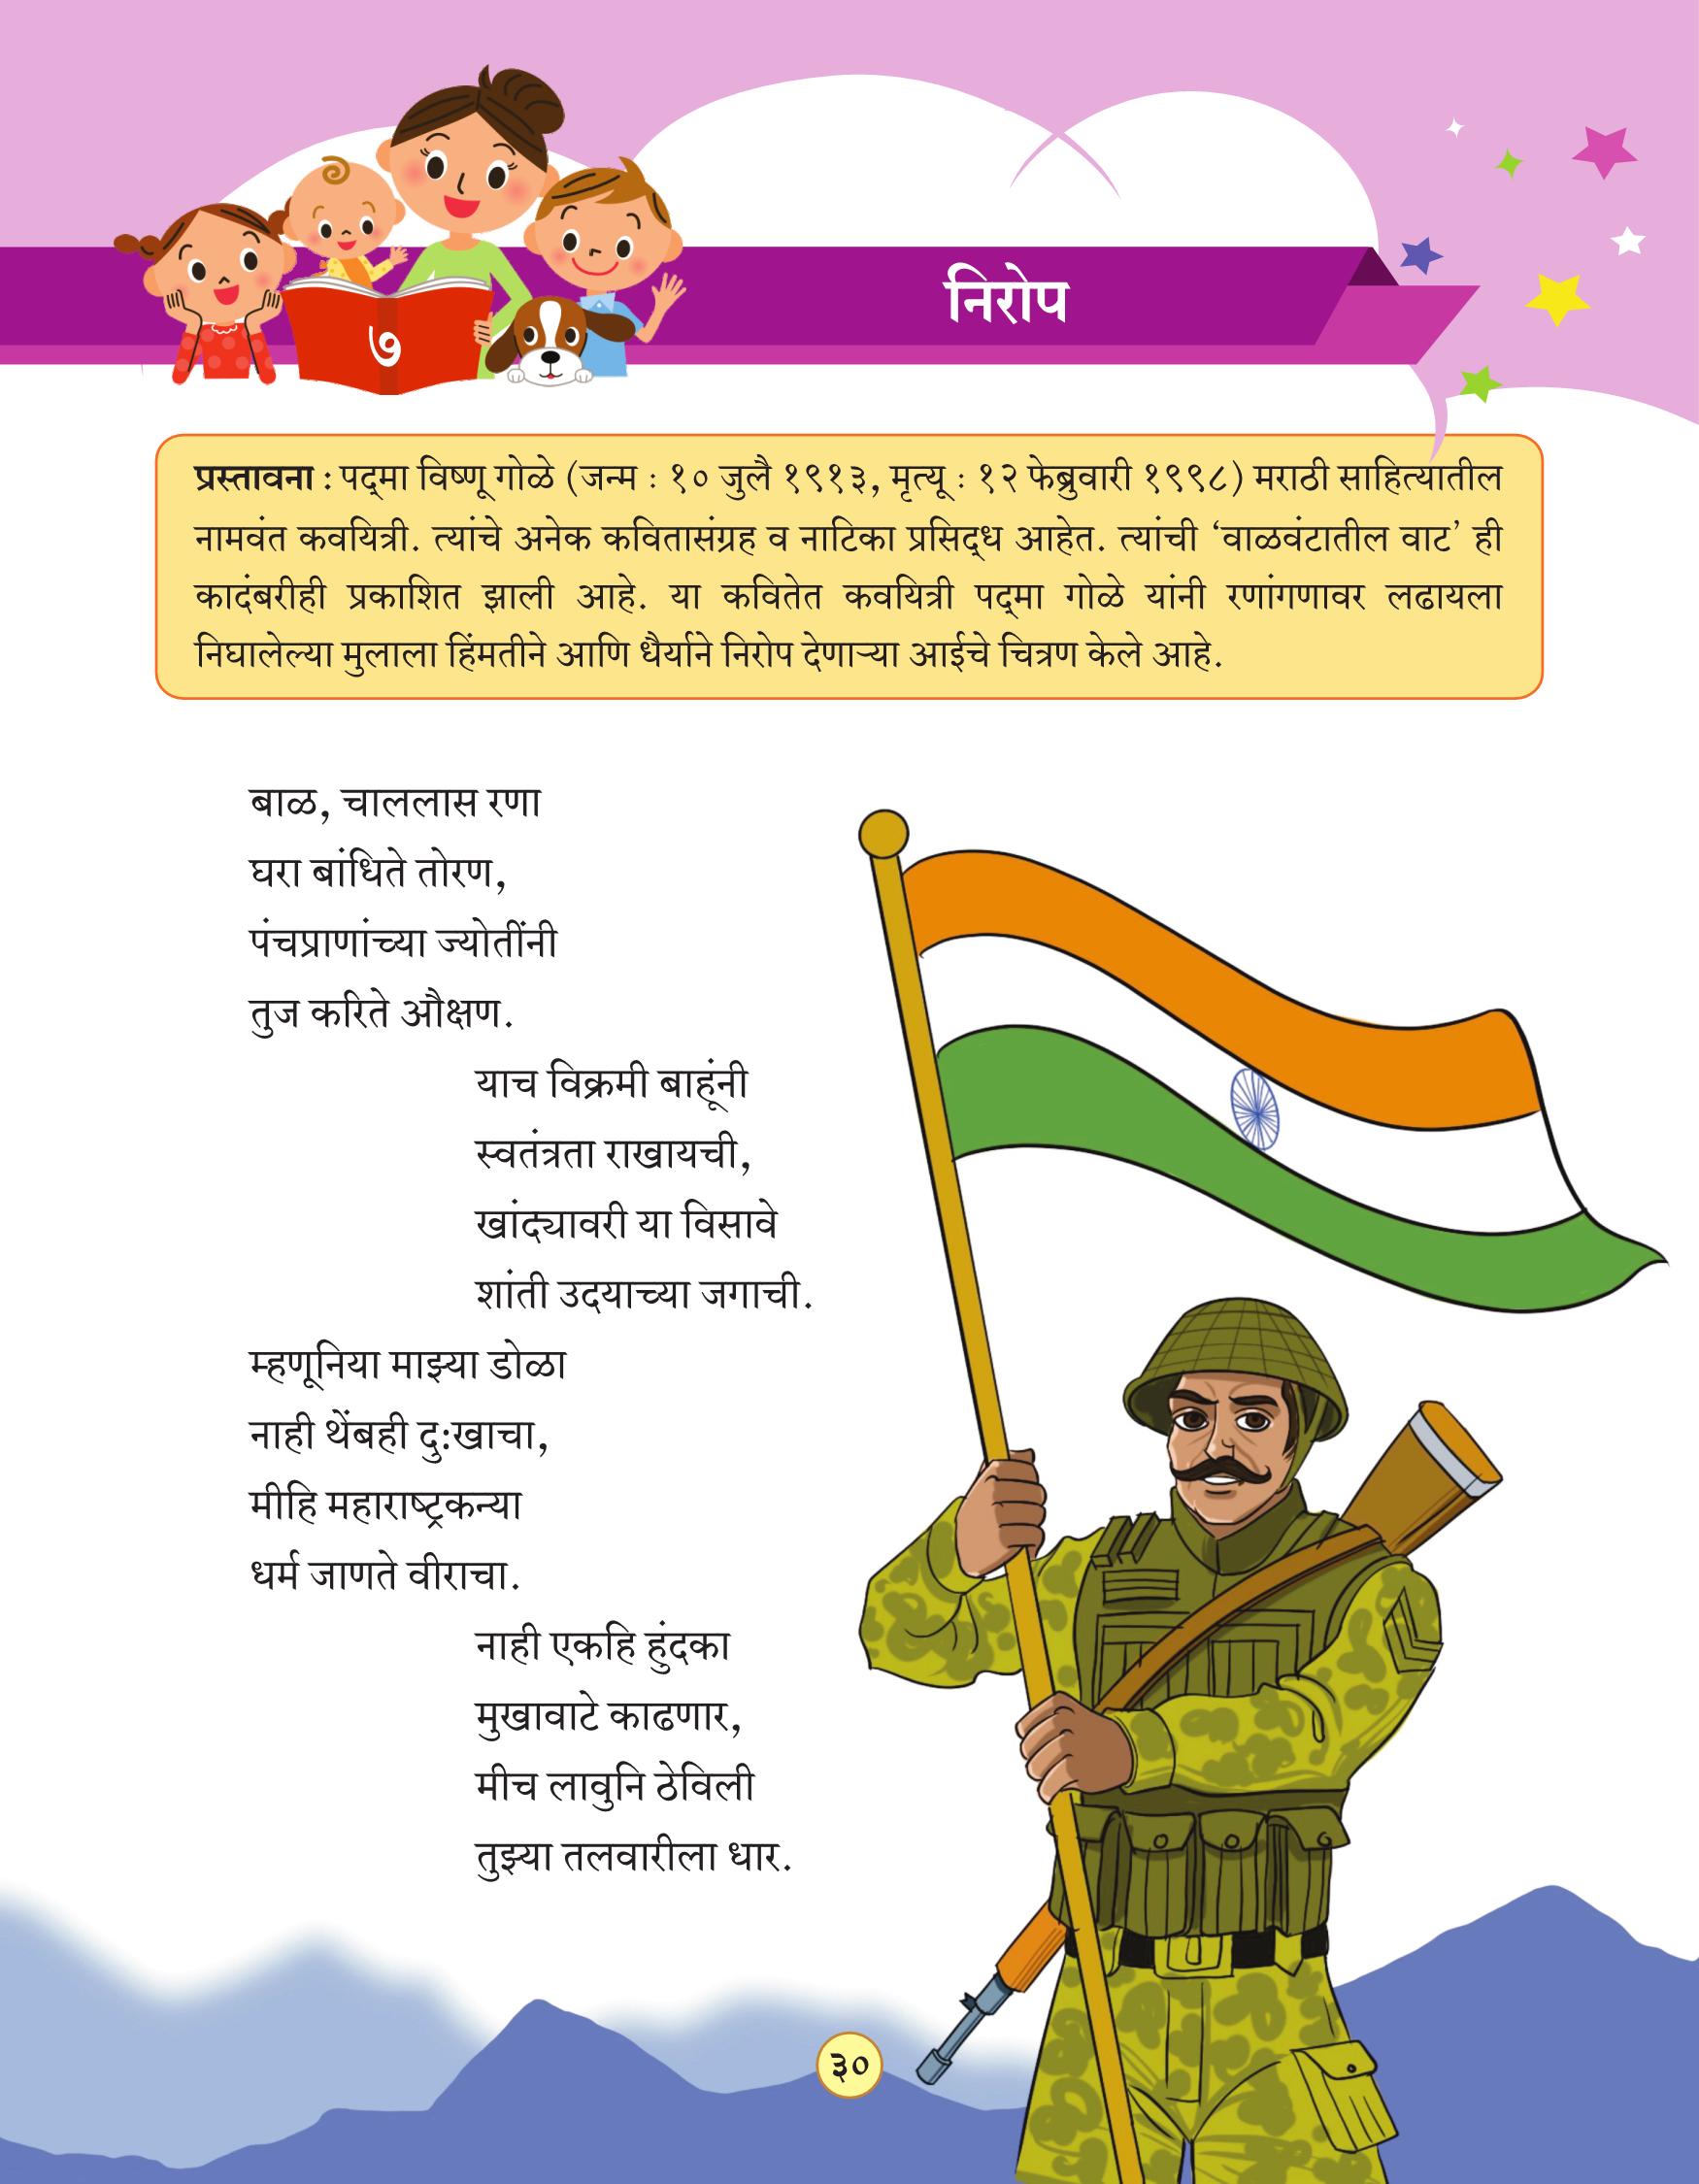 निरोप
७
प्रस्तावना : पद्‌मा विष्णू गोळे (जन्म : १० जुलै १९१३, मृत्यू : १२ फेब्रुवारी १९९८) मराठी साहित्यातील
नामवंत कवयित्री. त्यांचे अनेक कवितासंग्रह व नाटिका प्रसिद्‌ध आहेत. त्यांची ‘वाळवंटातील वाट’ ही
कादंबरीही प्रकाशित झाली आहे. या कवितेत कवयित्री पद्‌मा गोळे यांनी रणांगणावर लढायला
निघालेल्या मुलाला हिंमतीने आणि धैर्याने निरोप देणाऱ्या आईचे चित्रण केले आहे.
बाळ, चाललास रणा
घरा बांधिते तोरण,
पंचप्राणांच्या ज्योतींनी
तुज करिते औक्षण.
याच विक्रमी बाहूंनी
स्वतंत्रता राखायची,
खांद्यावरी या विसावे
शांती उदयाच्या जगाची.
म्हणूनिया माझ्या डोळा
नाही थेंबही दु:खाचा,
मीहि महाराष्ट्रकन्या
धर्म जाणते वीराचा.
नाही एकहि हुंदका
मुखावाटे काढणार,
मीच लावुनि ठेविली
तुझ्या तलवारीला धार.
३०